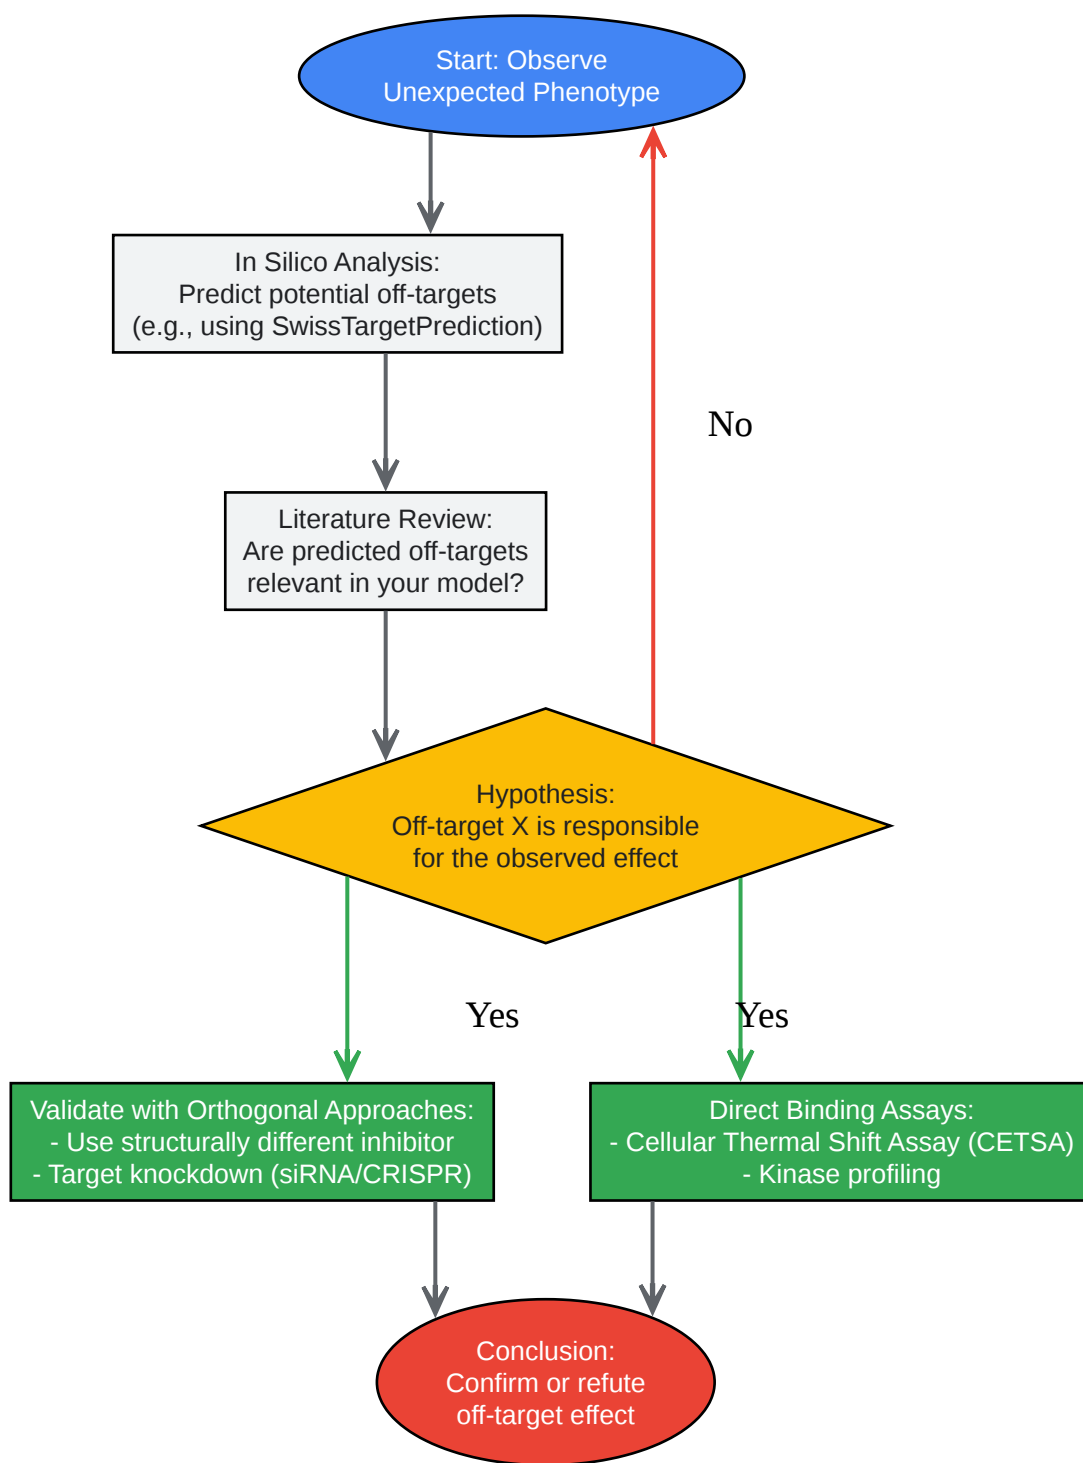 Start: Observe
Unexpected Phenotype
In Silico Analysis:
Predict potential off-targets
(e.g., using SwissTargetPrediction)
No
Literature Review:
Are predicted off-targets
relevant in your model?
Hypothesis:
Off-target X is responsible
for the observed effect
Yes
Yes
Validate with Orthogonal Approaches:
- Use structurally different inhibitor
- Target knockdown (siRNA/CRISPR)
Direct Binding Assays:
- Cellular Thermal Shift Assay (CETSA)
- Kinase profiling
Conclusion:
Confirm or refute
off-target effect